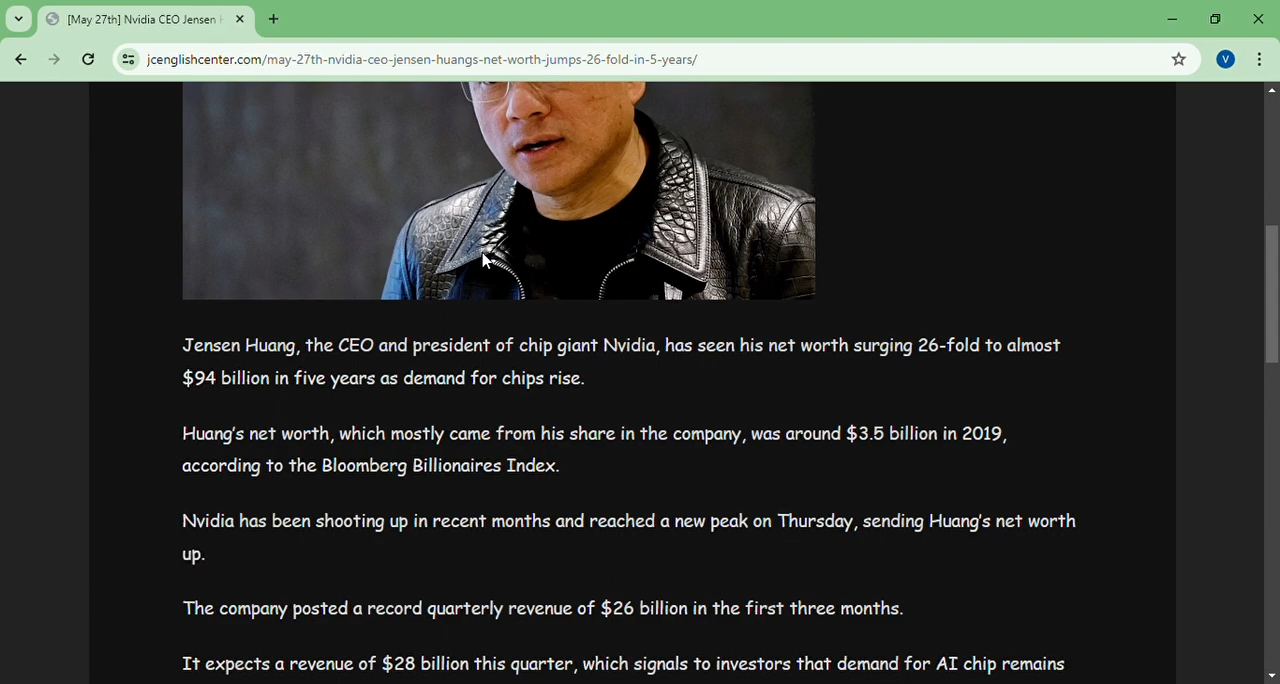 [May 27th] Nvidia CEO Jensen
V
jcenglishcenter.com/may-27th-nvidia-ceo-jensen-huangs-net-worth-jumps-26-fold-in-5-years/
Jensen Huang, the CEO and president of chip giant Nvidia, has seen his net worth surging 26-fold to almost
$94 billion in five years as demand for chips rise.
Huang's net worth, which mostly came from his share in the company, was around $3.5 billion in 2019,
according to the Bloomberg Billionaires Index.
Nvidia has been shooting up in recent months and reached a new peak on Thursday, sending Huang's net worth
up.
The company posted a record quarterly revenue of $26 billion in the first three months.
It expects a revenue of $28 billion this quarter, which signals to investors that demand for AI chip remains